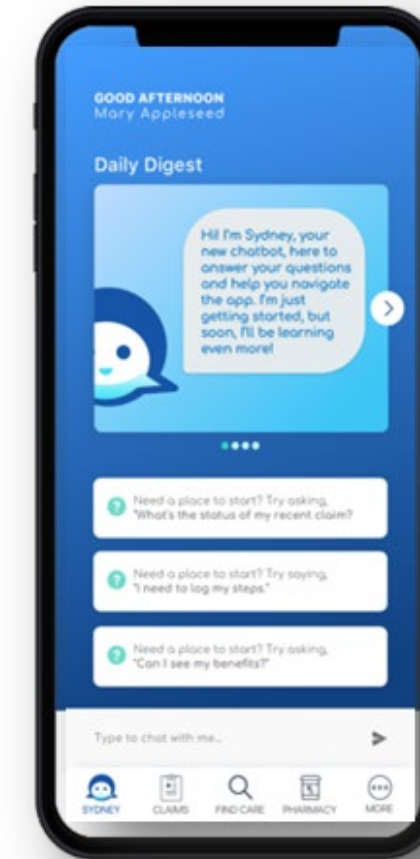 GOOD AFTERNOON
Mary Appleseed
Daily Digest
Hi! I'm Sydney, your
new chatbot, here to
answer your questions
and help you navigate
the app. I'm just
getting started, but
soon, I'll be learning
even more!
Need a place to start? Try asking,
"What's the status of my recent claim?
Need a place to start? Try saying,
"I need to log my steps."
Need a place to start? Try asking,
"Can I see my benefits?"
Type to chat with me...
SYDNEY CLAIMS FIND CARE PHARMACY MORE